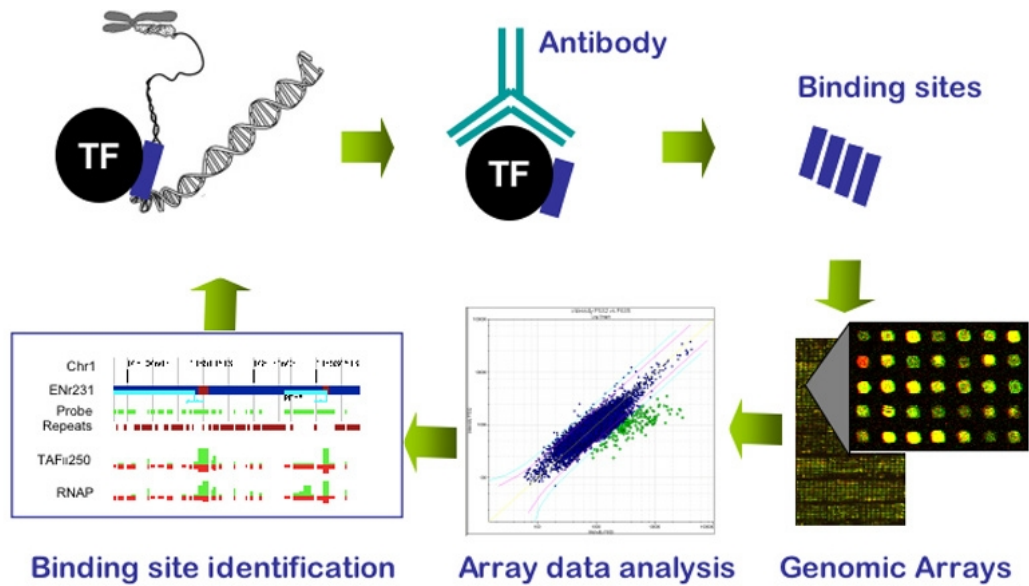 Antibody
Binding sites
TF
TF
Chr1
ENr231
Probe
Repeats
TAFII250
RNAP
Binding site identification
Array data analysis
Genomic Arrays